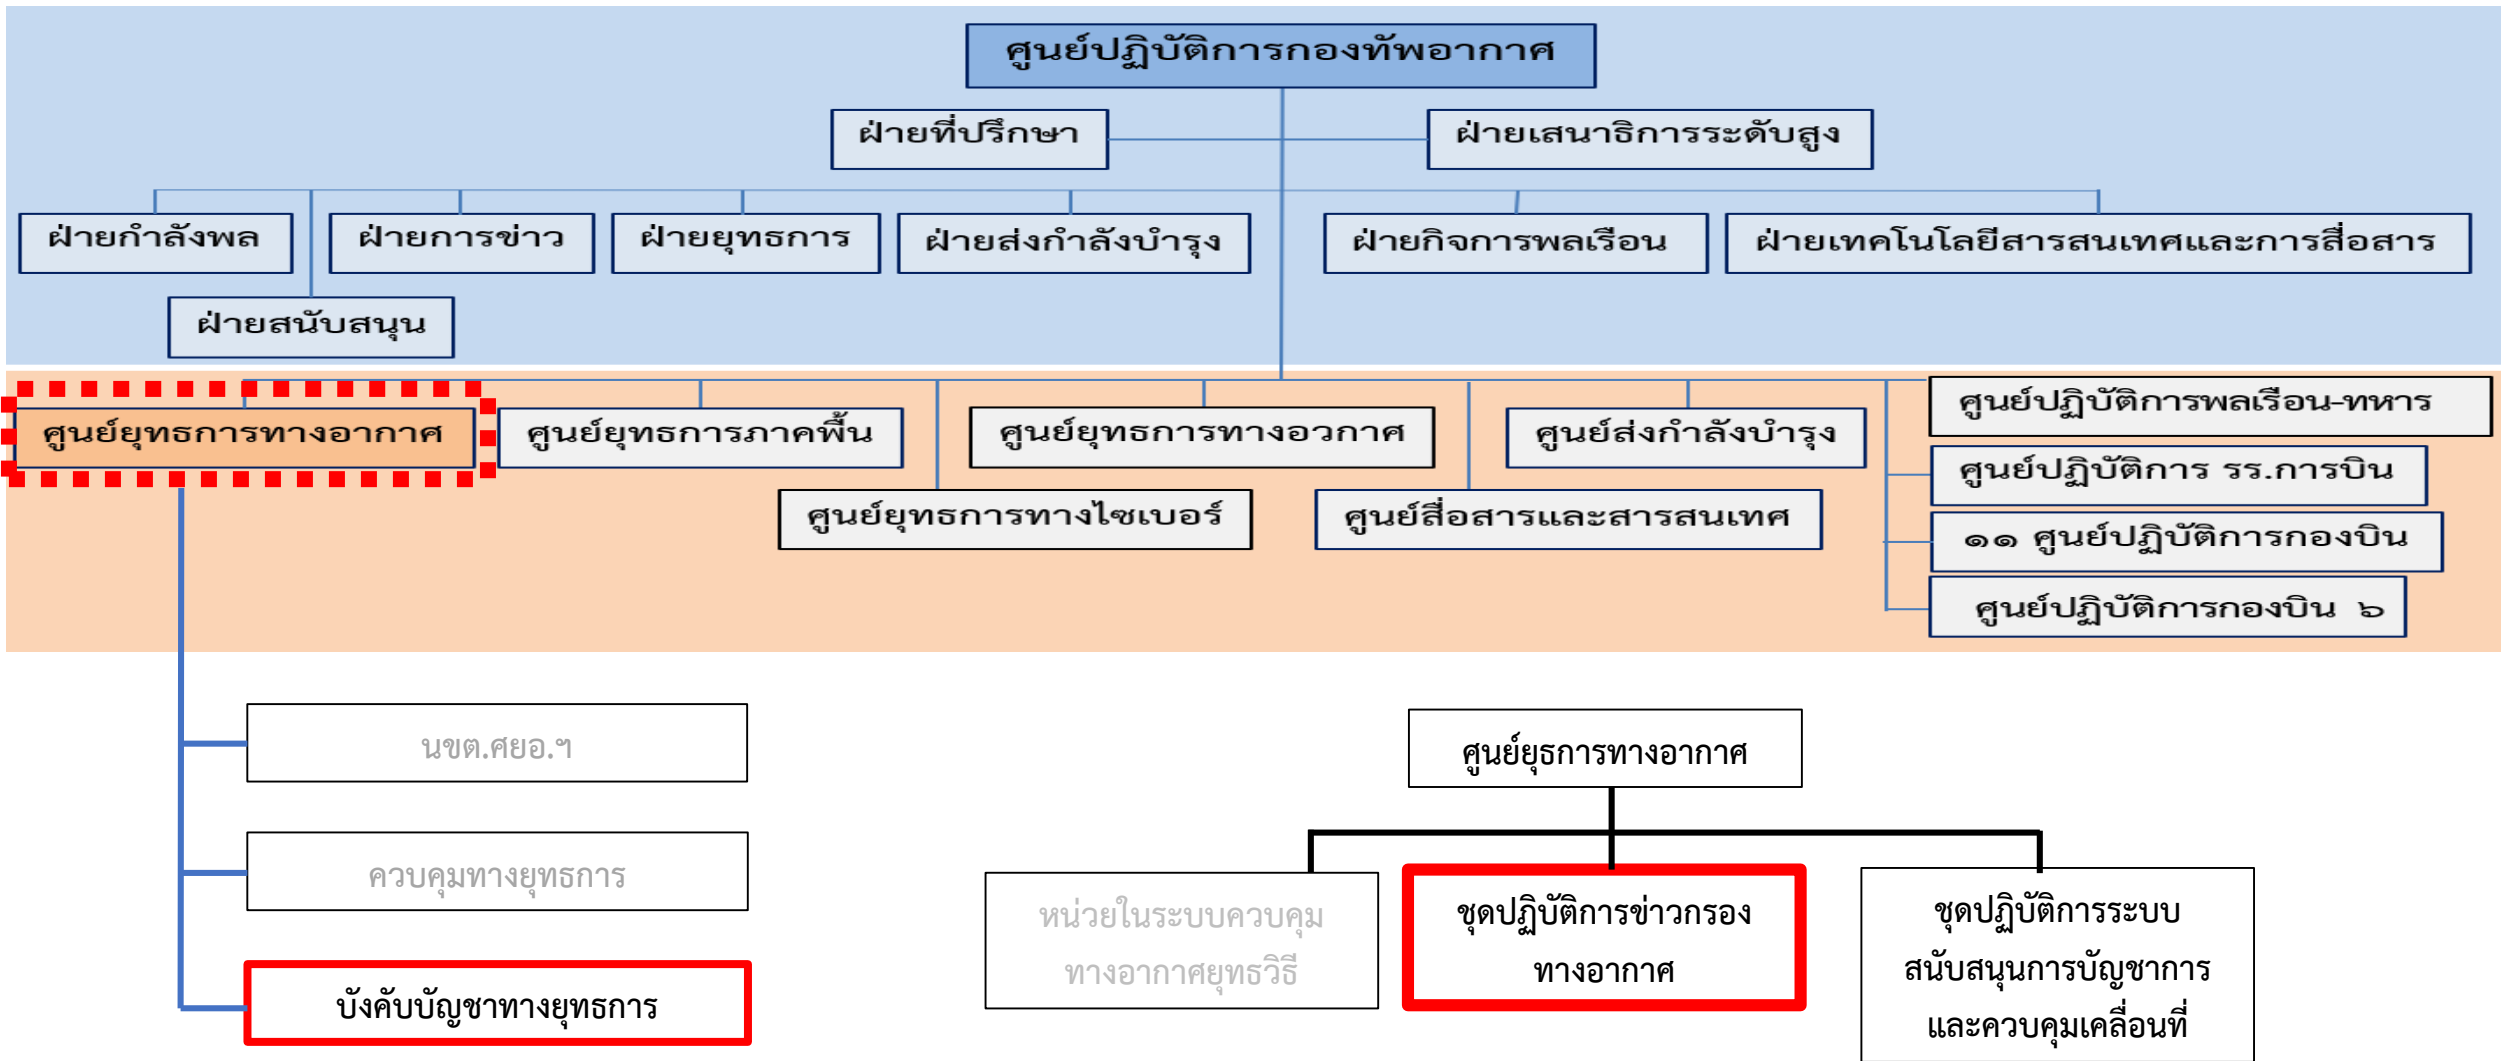 ศูนย์ปฏิบัติการกองทัพอากาศ
ฝ่ายที่ปรึกษา
ฝ่ายเสนาธิการระดับสูง
ฝ่ายกำลังพล
ฝ่ายการข่าว
ฝ่ายยุทธการ
ฝ่ายส่งกำลังบำรุง
ฝ่ายกิจการพลเรือน
ฝ่ายเทคโนโลยีสารสนเทศและการสื่อสาร
ฝ่ายสนับสนุน
ศูนย์ยุทธการทางอากาศ
ศูนย์ยุทธการภาคพื้น
ศูนย์ยุทธการทางอวกาศ
ศูนย์ส่งกำลังบำรุง
ศูนย์ปฏิบัติการพลเรือน-ทหาร
ศูนย์ปฏิบัติการ รร.การบิน
ศูนย์ยุทธการทางไซเบอร์
ศูนย์สื่อสารและสารสนเทศ
๑๑ ศูนย์ปฏิบัติการกองบิน
ศูนย์ปฏิบัติการกองบิน ๖
นขต.ศยอ.ฯ
ควบคุมทางยุทธการ
บังคับบัญชาทางยุทธการ
ศูนย์ยุธการทางอากาศ
หน่วยในระบบควบคุม
ทางอากาศยุทธวิธี
ชุดปฏิบัติการข่าวกรอง
ทางอากาศ
ชุดปฏิบัติการระบบ
สนับสนุนการบัญชาการ
และควบคุมเคลื่อนที่